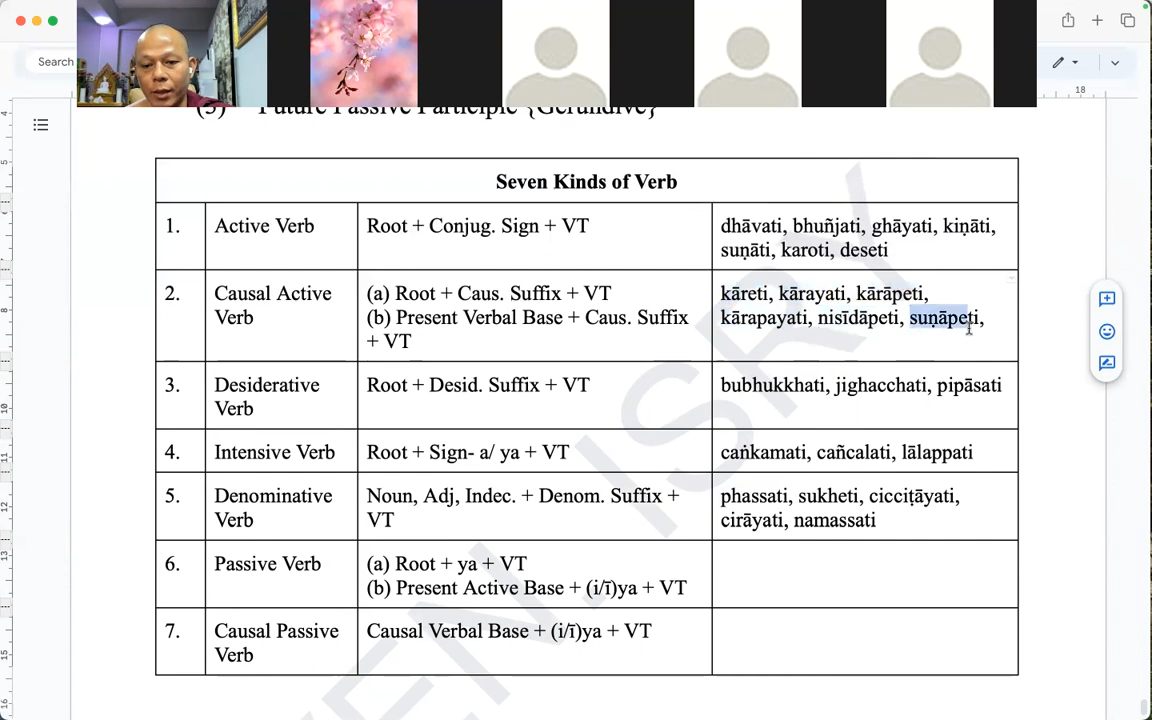 Search
18
(3) Future Passive Participle {Gerundive}
Seven Kinds of Verb
1. Active Verb Root + Conjug. Sign + VT dhāvati, bhuñjati, ghāyati, kiṇāti,
suṇāti, karoti, deseti
2. Causal Active (a) Root + Caus. Suffix + VT kāreti, kārayati, kārāpeti,
Verb (b) Present Verbal Base + Caus. Suffix kārapayati, nisīdāpeti, suṇāpeti,
+ VT
3. Desiderative Root + Desid. Suffix + VT bubhukkhati, jighacchati, pipāsati
Verb
4. Intensive Verb Root + Sign- a/ ya + VT caṅkamati, cañcalati, lālappati
5. Denominative Noun, Adj, Indec. + Denom. Suffix + phassati, sukheti, cicciṭāyati,
Verb VT cirāyati, namassati
6. Passive Verb (a) Root + ya + VT
(b) Present Active Base + (i/ī)ya + VT
7. Causal Passive Causal Verbal Base + (i/ī)ya + VT
Verb
EN. ISRY